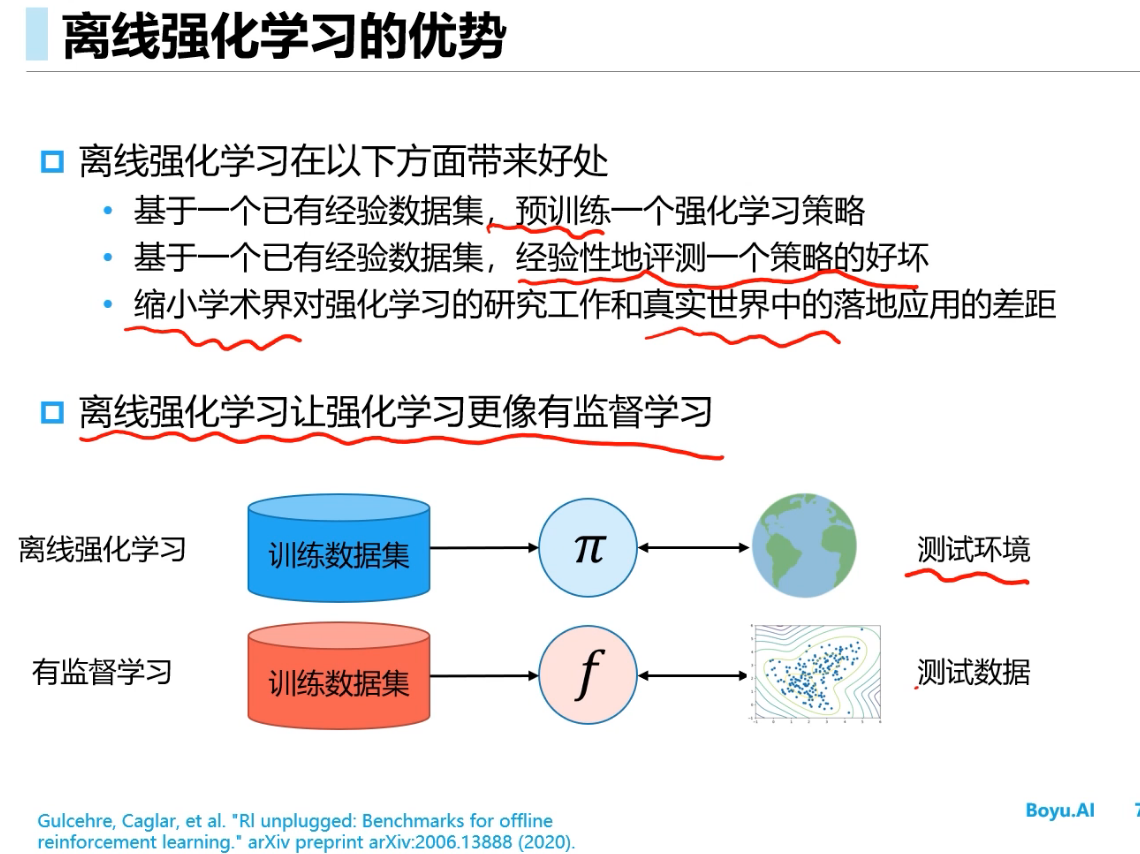 离线强化学习的优势
离线强化学习在以下方面带来好处
• 基于一个已有经验数据集，预训练一个强化学习策略
• 基于一个已有经验数据集，经验性地评测一个策略的好坏
• 缩小学术界对强化学习的研究工作和真实世界中的落地应用的差距
离线强化学习让强化学习更像有监督学习
离线强化学习 训练数据集 π 测试环境
有监督学习 训练数据集 f 测试数据
Gulcehre, Caglar, et al. "Rl unplugged: Benchmarks for offline
reinforcement learning." arXiv preprint arXiv:2006.13888 (2020).
Boyu.AI 7